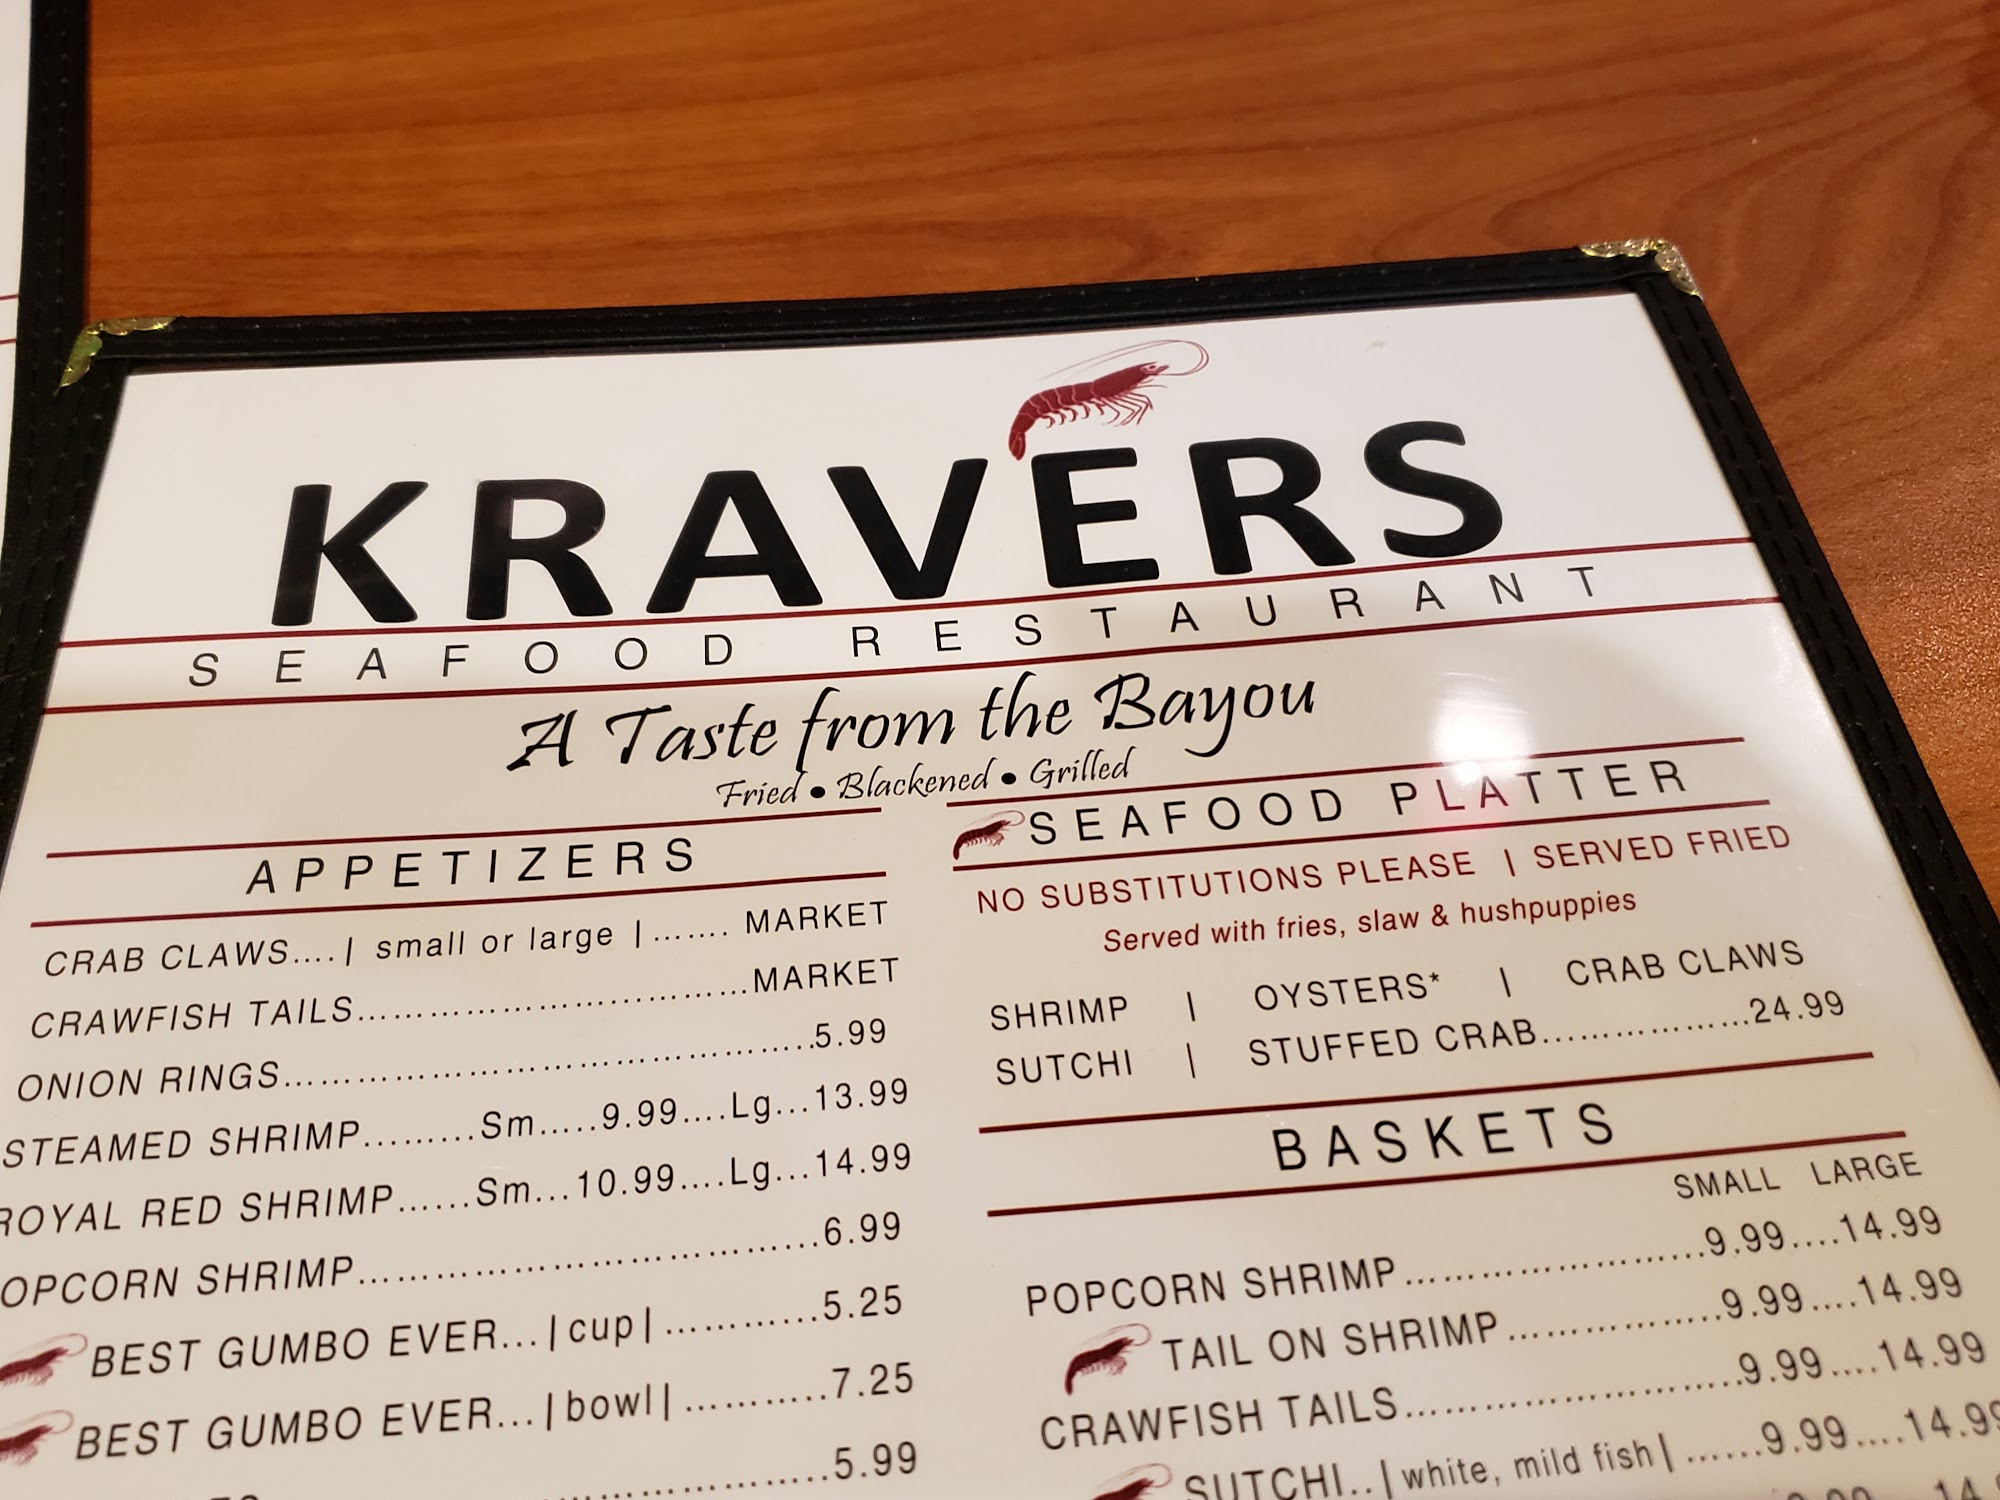 KRAVERS
SEAFOOD RESTAURANT
A Taste from the Bayou
Fried • Blackened • Grilled
APPETIZERS
CRAB CLAWS....| small or large |....... MARKET
CRAWFISH TAILS.......................................MARKET
ONION RINGS.....................................................5.99
STEAMED SHRIMP.........Sm.....9.99....Lg...13.99
ROYAL RED SHRIMP......Sm...10.99....Lg...14.99
OPCORN SHRIMP..............................................6.99
BEST GUMBO EVER...|cup|............5.25
BEST GUMBO EVER...|bowl|...........7.25
5.99
SEAFOOD PLATTER
NO SUBSTITUTIONS PLEASE | SERVED FRIED
Served with fries, slaw & hushpuppies
SHRIMP | OYSTERS* | CRAB CLAWS
SUTCHI | STUFFED CRAB....................24.99
BASKETS
SMALL LARGE
POPCORN SHRIMP..............................9.99....14.99
TAIL ON SHRIMP.....................9.99....14.99
CRAWFISH TAILS.................................9.99....14.99
SUTCHI..|white, mild fish|......9.99....14.99